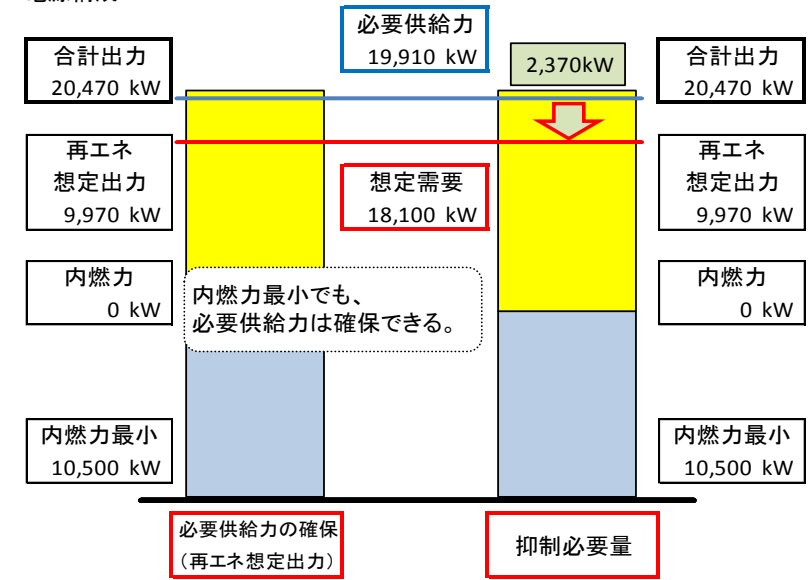 必要供給力
19,910 kW
合計出力
20,470 kW
2,370kW
合計出力
20,470 kW
再エネ
想定出力
9,970 kW
想定需要
18,100 kW
再エネ
想定出力
9,970 kW
内燃力
0 kW
内燃力最小でも、
必要供給力は確保できる。
内燃力
0 kW
内燃力最小
10,500 kW
内燃力最小
10,500 kW
必要供給力の確保
（再エネ想定出力）
抑制必要量